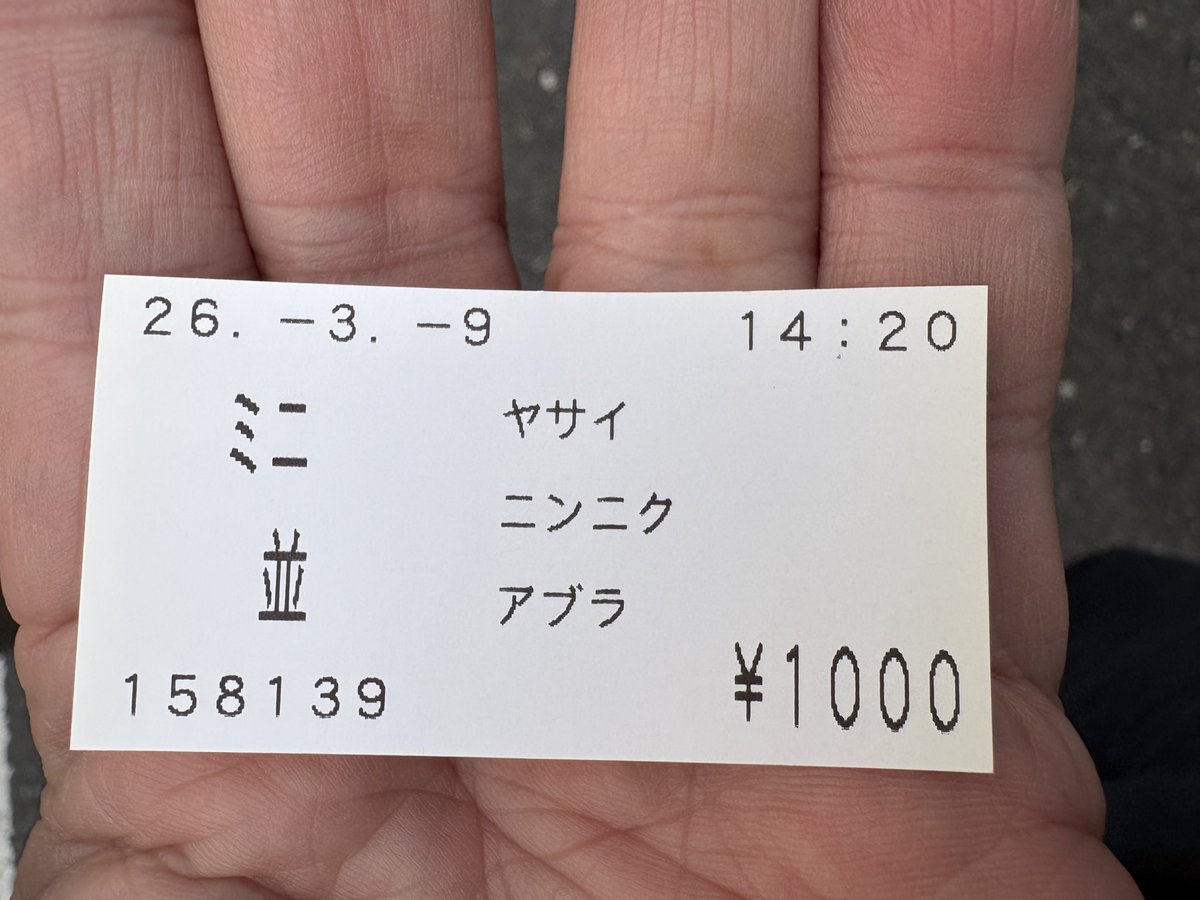 26. -3. -9 14:20
ミニ ヤサイ
ニンニク
並 アブラ
158139 ¥1000